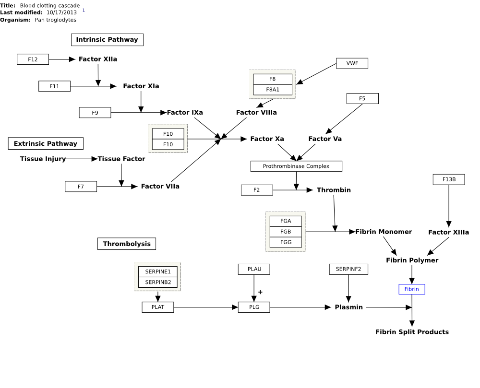 Title: Blood clotting cascade
Last modified: 10/17/2013
Organism: Pan troglodytes
Intrinsic Pathway
F12
Factor XIIa
VWF
F8
F8A1
F11
Factor XIa
F5
F9
Factor IXa
Factor VIIIa
F10
F10
Factor Xa
Factor Va
Extrinsic Pathway
Tissue Injury
Tissue Factor
Prothrombinase Complex
F7
Factor VIIa
F2
Thrombin
F13B
FGA
FGB
FGG
Fibrin Monomer
Factor XIIIa
Thrombolysis
Fibrin Polymer
SERPINE1
SERPINB2
PLAU
SERPINF2
Fibrin
+
PLAT
PLG
Plasmin
Fibrin Split Products